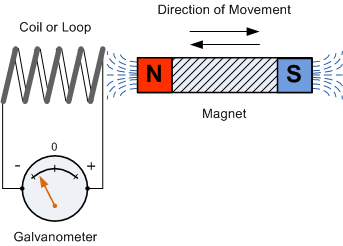 Direction of Movement
Coil or Loop
N
S
Magnet
0
- +
Galvanometer